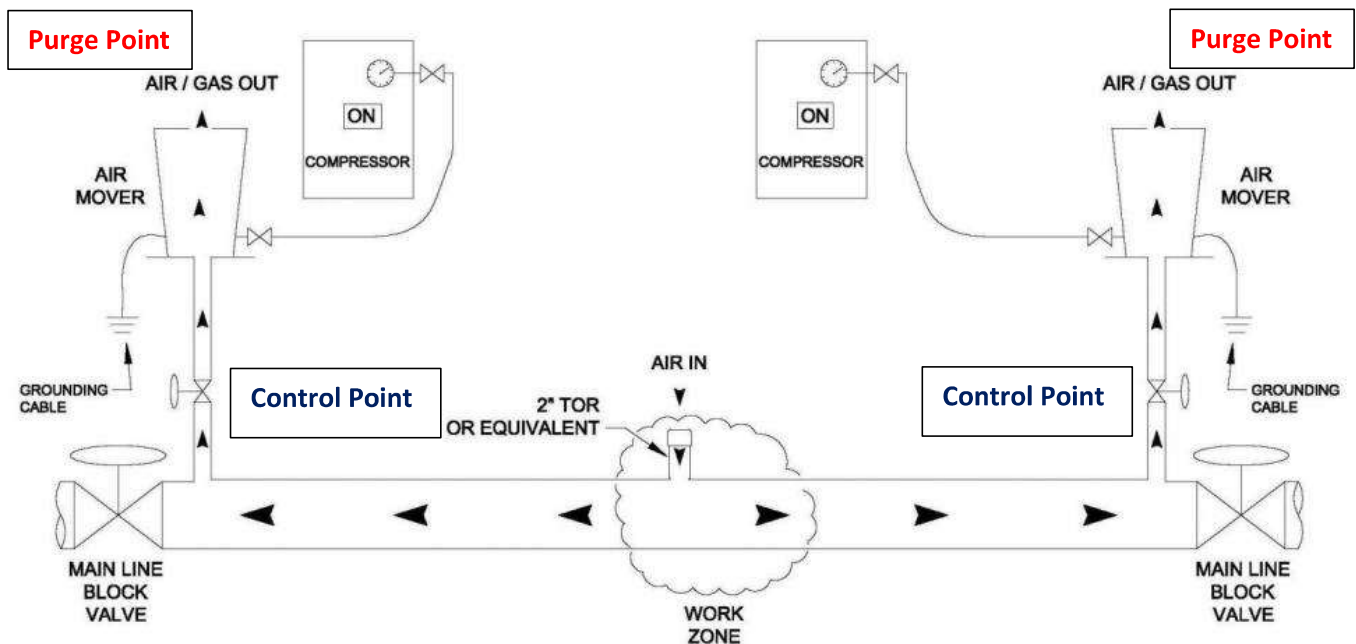 Purge Point
AIR / GAS OUT
AIR
MOVER
ON
COMPRESSOR
GROUNDING
CABLE
Control Point
MAIN LINE
BLOCK
VALVE
AIR IN
2" TOR
OR EQUIVALENT
WORK
ZONE
ON
COMPRESSOR
Purge Point
AIR / GAS OUT
AIR
MOVER
Control Point
GROUNDING
CABLE
MAIN LINE
BLOCK
VALVE